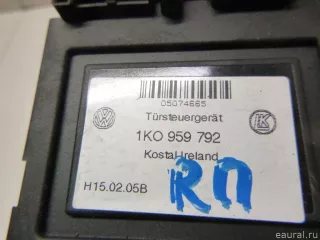 05074665
Türsteuergerät
1K0 959 792
Kostal Ireland
H15.02.05B
RП
eaural.ru